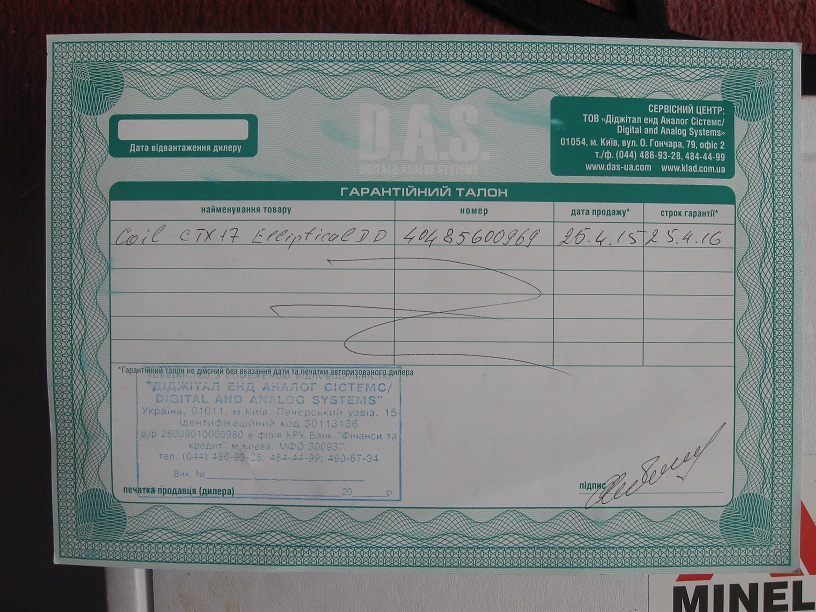 D.A.S.
DIGITAL & ANALOG SYSTEMS
Дата відвантаження дилеру
СЕРВІСНИЙ ЦЕНТР:
ТОВ «Діджітал енд Аналог Сістемс/
Digital and Analog Systems»
01054, м. Київ, вул. О. Гончара, 79, офіс 2
т./ф. (044) 486-93-28, 484-44-99
www.das-ua.com www.klad.com.ua
ГАРАНТІЙНИЙ ТАЛОН
найменування товару номер дата продажу* строк гарантії*
Coil CTX17 Elliptical DD 40485600969 25.4.15 25.4.16
*Гарантійний талон не дійсний без вказання дати та печатки авторизованого дилера
"ДІДЖІТАЛ ЕНД АНАЛОГ СІСТЕМС/
DIGITAL AND ANALOG SYSTEMS"
Україна, 01011, м.Київ, Печерський узвіз, 15
Ідентифікаційний код 30113136
р/р 26009010060980 в філія КРУ Банк "Фінанси та
кредит" м.Києва, МФО 300937,
тел. (044) 486-93-28; 484-44-99; 490-67-34
Вих. №
20 р.
печатка продавця (дилера)
підпис
MINEL